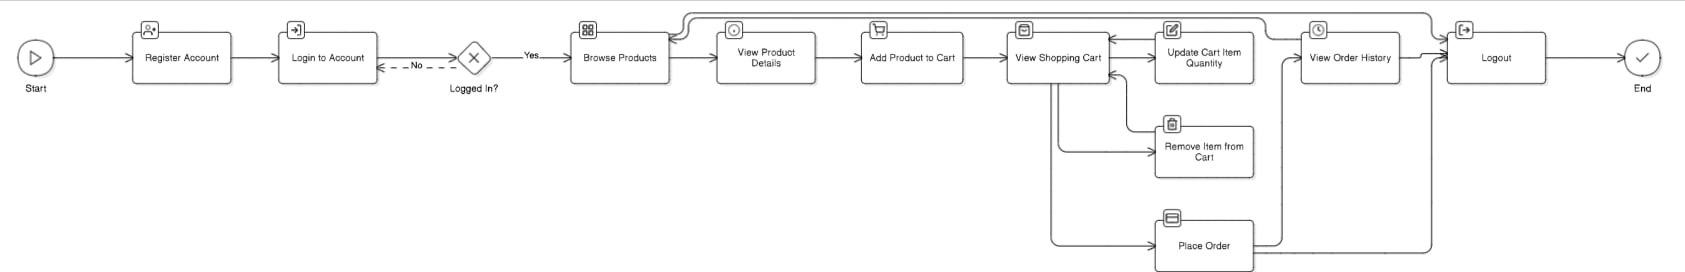 Start
Register Account
Login to Account
No
Logged In?
Yes
Browse Products
View Product
Details
Add Product to Cart
View Shopping Cart
Update Cart Item
Quantity
Remove Item from
Cart
Place Order
View Order History
Logout
End